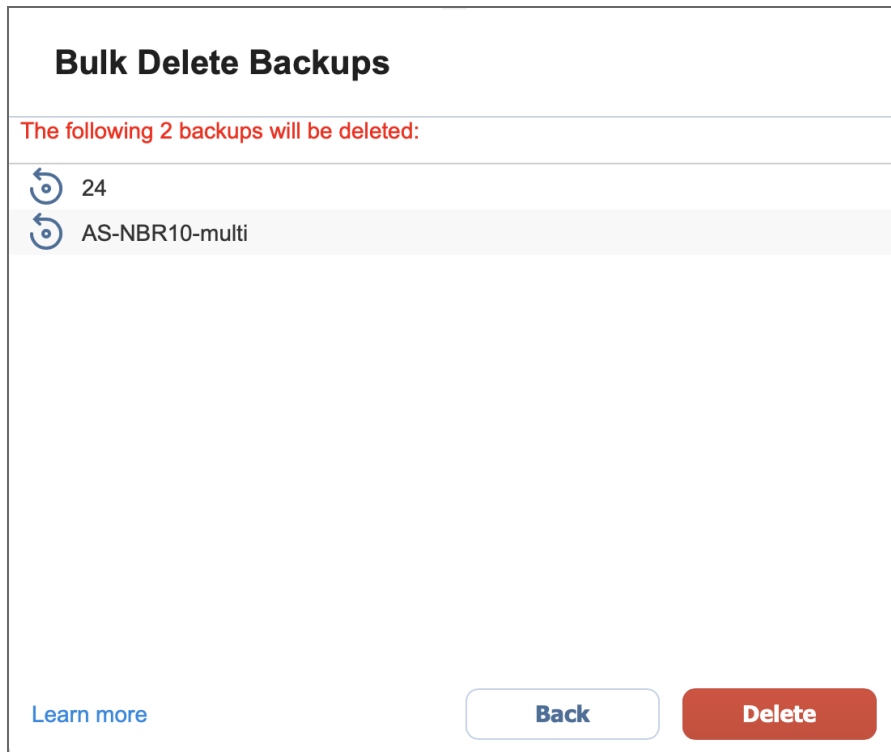 Bulk Delete Backups
The following 2 backups will be deleted:
24
AS-NBR10-multi
Learn more
Back
Delete